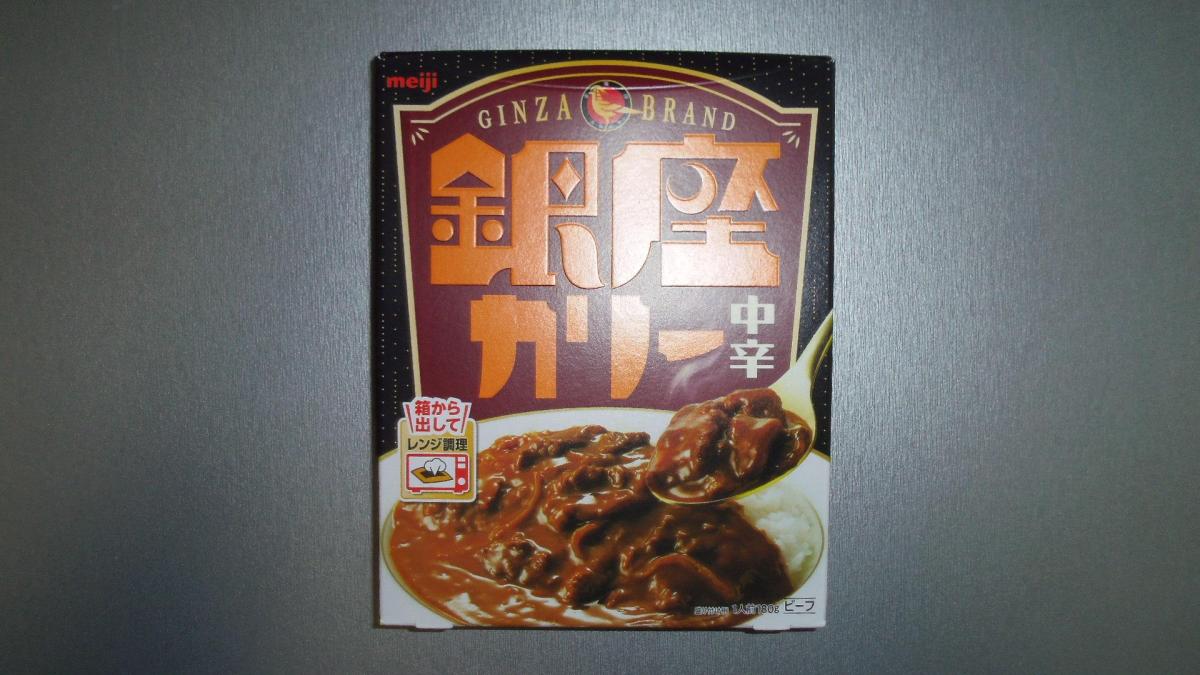 meiji
GINZA BRAND
銀座
カリー
中辛
箱から
出して
レンジ調理
1人前180g ビーフ